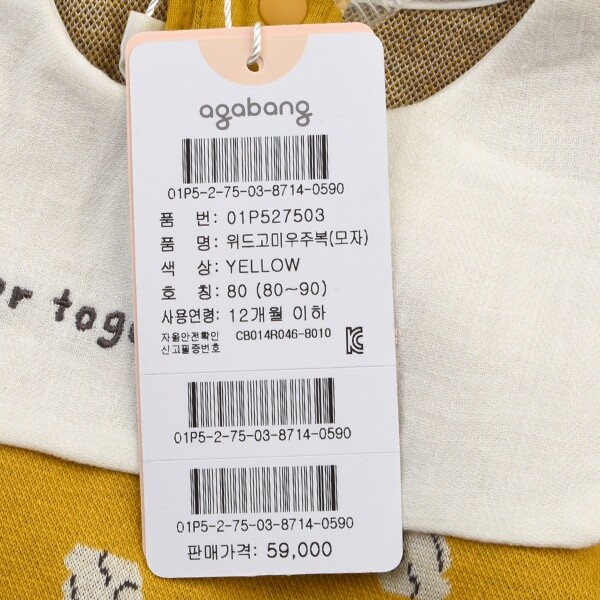 agabang
01P5-2-75-03-8714-0590
품 번: 01P527503
품 명: 위드고미우주복(모자)
색 상: YELLOW
호 칭: 80 (80~90)
사용연령: 12개월 이하
자율안전확인 신고필증번호 CB014R046-8010
01P5-2-75-03-8714-0590
01P5-2-75-03-8714-0590
판매가격: 59,000